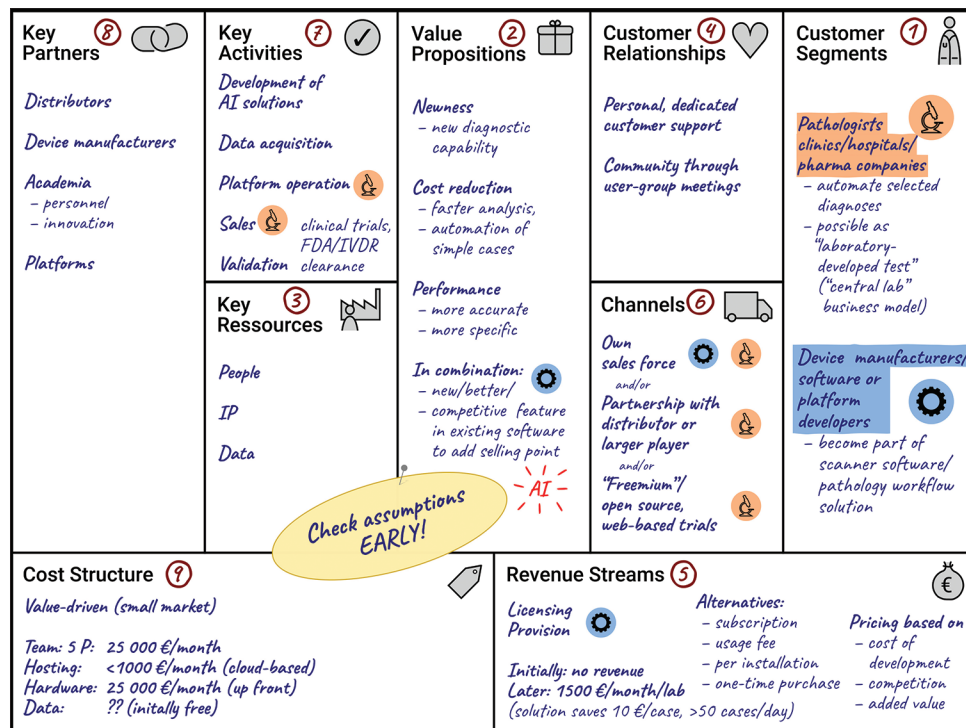 Key
Partners
8
Distributors
Device manufacturers
Academia
– personnel
– innovation
Platforms
Key
Activities
7
Development of
AI solutions
Data acquisition
Platform operation
Sales
Validation
clinical trials,
FDA/IVDR
clearance
Key
Ressources
3
People
IP
Data
Value
Propositions
2
Newness
– new diagnostic
capability
Cost reduction
– faster analysis,
– automation of
simple cases
Performance
– more accurate
– more specific
In combination:
– new/better/
– competitive feature
in existing software
to add selling point
AI
Check assumptions
EARLY!
Customer
Relationships
4
Personal, dedicated
customer support
Community through
user-group meetings
Channels
6
Own
sales force
and/or
Partnership with
distributor or
larger player
and/or
“Freemium”/
open source,
web-based trials
Customer
Segments
1
Pathologists
clinics/hospitals/
pharma companies
– automate selected
diagnoses
– possible as
“laboratory-
developed test”
(“central lab”
business model)
Device manufacturers/
software or
platform
developers
– become part of
scanner software/
pathology workflow
solution
Cost Structure
9
Value-driven (small market)
Team: 5 P: 25 000 €/month
Hosting: <1000 €/month (cloud-based)
Hardware: 25 000 €/month (up front)
Data: ?? (initally free)
Revenue Streams
5
€
Licensing
Provision
Initially: no revenue
Later: 1500 €/month/lab
(solution saves 10 €/case, >50 cases/day)
Alternatives:
– subscription
– usage fee
– per installation
– one-time purchase
Pricing based on
– cost of
development
– competition
– added value